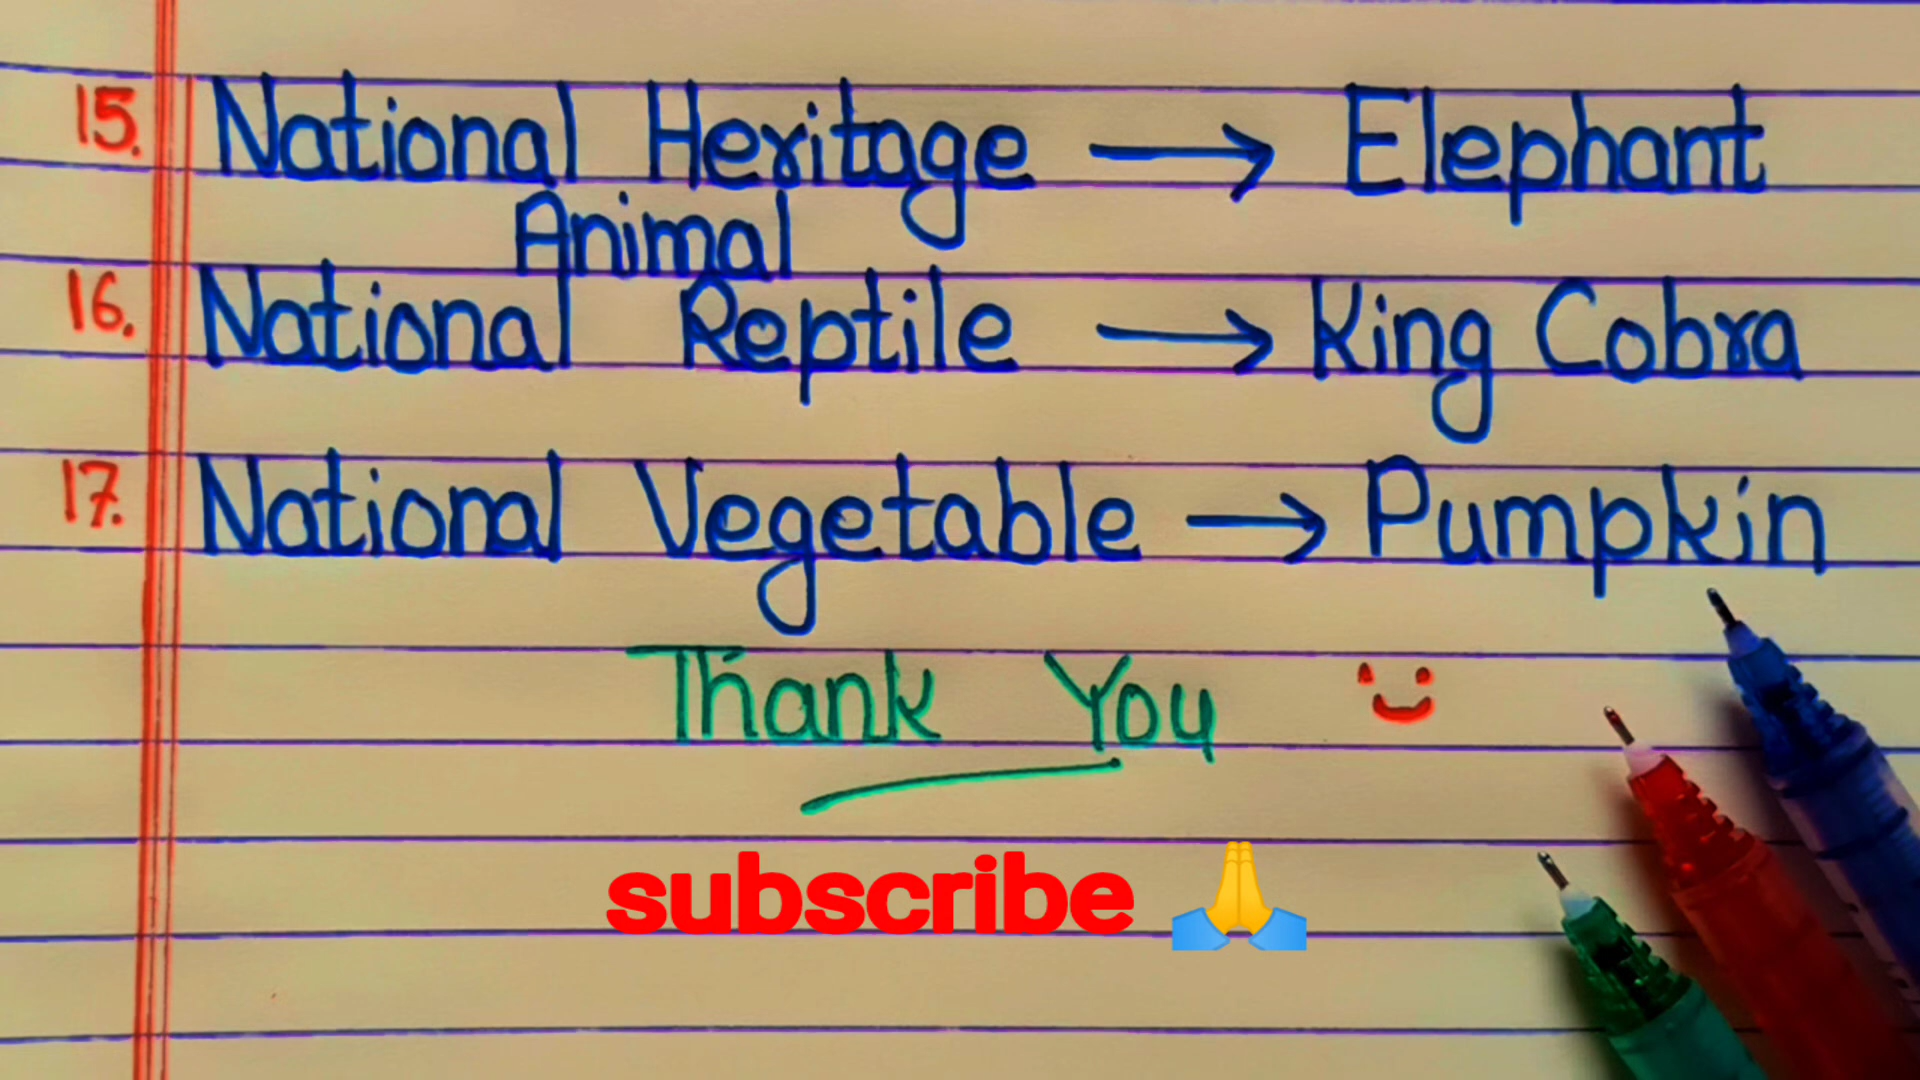 15. National Heritage → Elephant
Animal
16. National Reptile → King Cobra
17. National Vegetable → Pumpkin
Thank You
subscribe 🙏